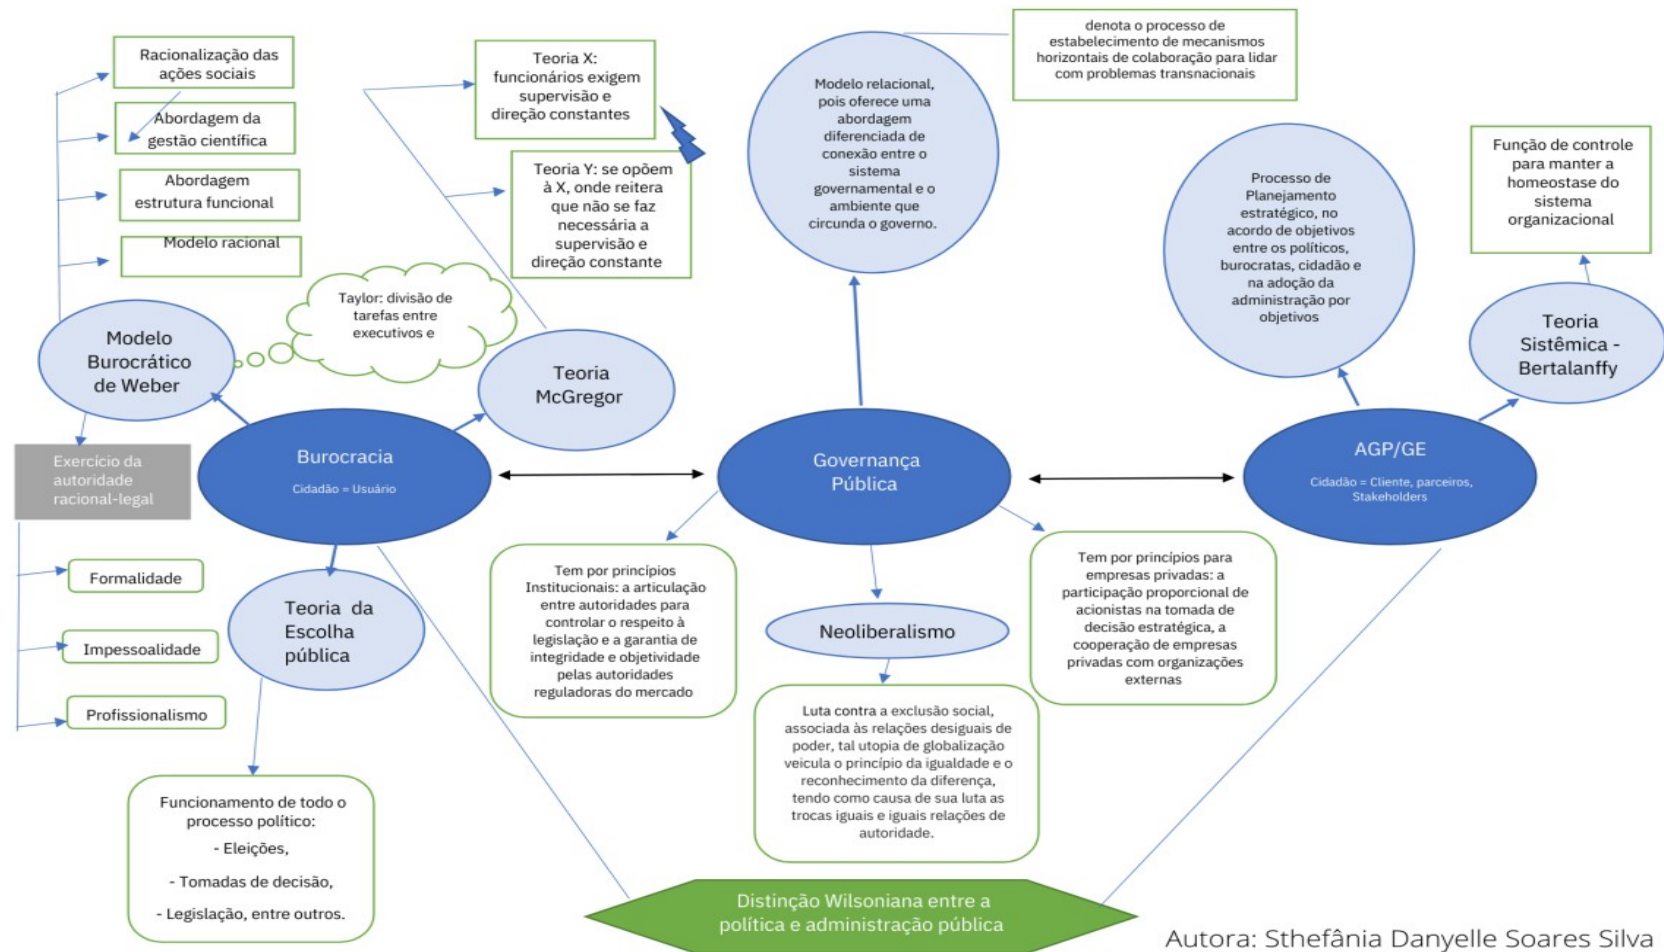 Racionalização das
ações sociais
Abordagem da
gestão científica
Abordagem
estrutura funcional
Modelo racional
Teoria X:
funcionários exigem
supervisão e
direção constantes
Teoria Y: se opõem
à X, onde reitera
que não se faz
necessária a
supervisão e
direção constante
Taylor: divisão de
tarefas entre
executivos e
Modelo
Burocrático
de Weber
Teoria
McGregor
Modelo relacional,
pois oferece uma
abordagem
diferenciada de
conexão entre o
sistema
governamental e o
ambiente que
circunda o governo.
denota o processo de
estabelecimento de mecanismos
horizontais de colaboração para lidar
com problemas transnacionais
Processo de
Planejamento
estratégico, no
acordo de objetivos
entre os políticos,
burocratas, cidadão e
na adoção da
administração por
objetivos
Função de controle
para manter a
homeostase do
sistema
organizacional
Teoria
Sistêmica -
Bertalanffy
Exercício da
autoridade
racional-legal
Burocracia
Cidadão = Usuário
Governança
Pública
AGP/GE
Cidadão = Cliente, parceiros,
Stakeholders
Formalidade
Impessoalidade
Profissionalismo
Teoria da
Escolha
pública
Tem por princípios
Institucionais: a articulação
entre autoridades para
controlar o respeito à
legislação e a garantia de
integridade e objetividade
pelas autoridades
reguladoras do mercado
Neoliberalismo
Tem por princípios para
empresas privadas: a
participação proporcional de
acionistas na tomada de
decisão estratégica, a
cooperação de empresas
privadas com organizações
externas
Luta contra a exclusão social,
associada às relações desiguais de
poder, tal utopia de globalização
veicula o princípio da igualdade e o
reconhecimento da diferença,
tendo como causa de sua luta as
trocas iguais e iguais relações de
autoridade.
Funcionamento de todo o
processo político:
- Eleições,
- Tomadas de decisão,
- Legislação, entre outros.
Distinção Wilsoniana entre a
política e administração pública
Autora: Sthefânia Danyelle Soares Silva